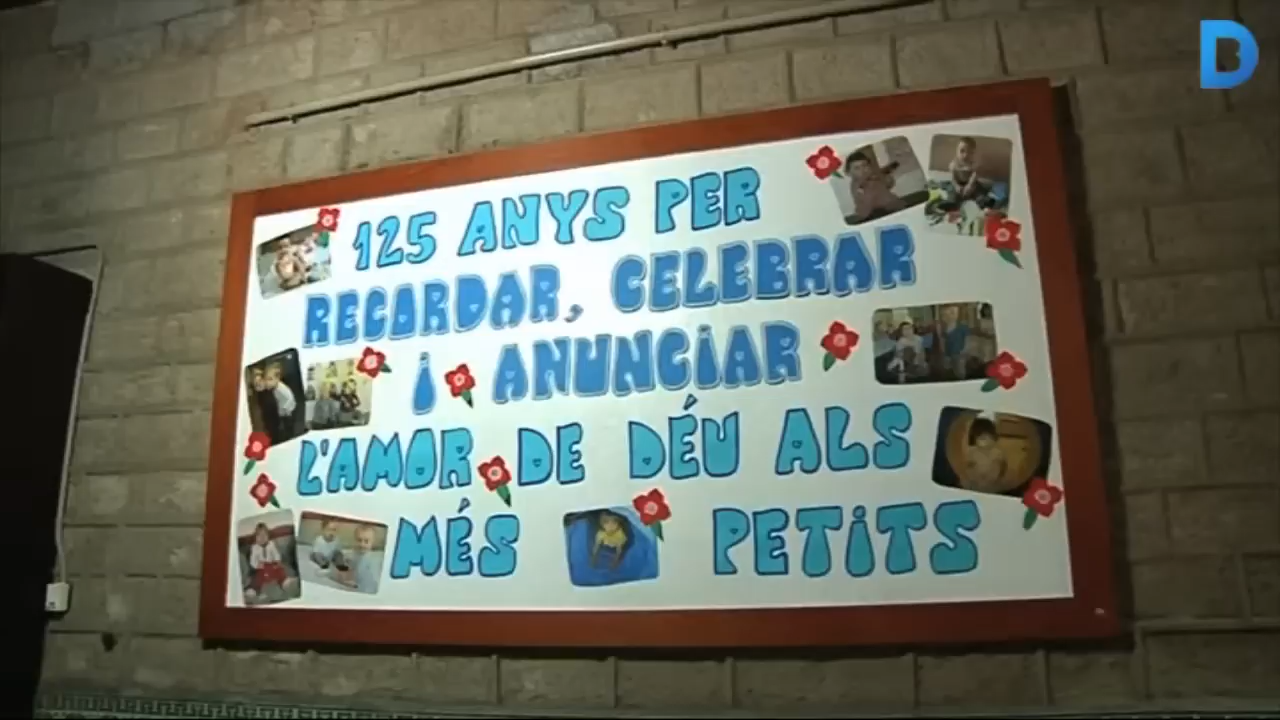 D
125 ANYS PER
RECORDAR, CELEBRAR
i ANUNCiAR
L'AMOR DE DÉU ALS
MÉS PETiTS